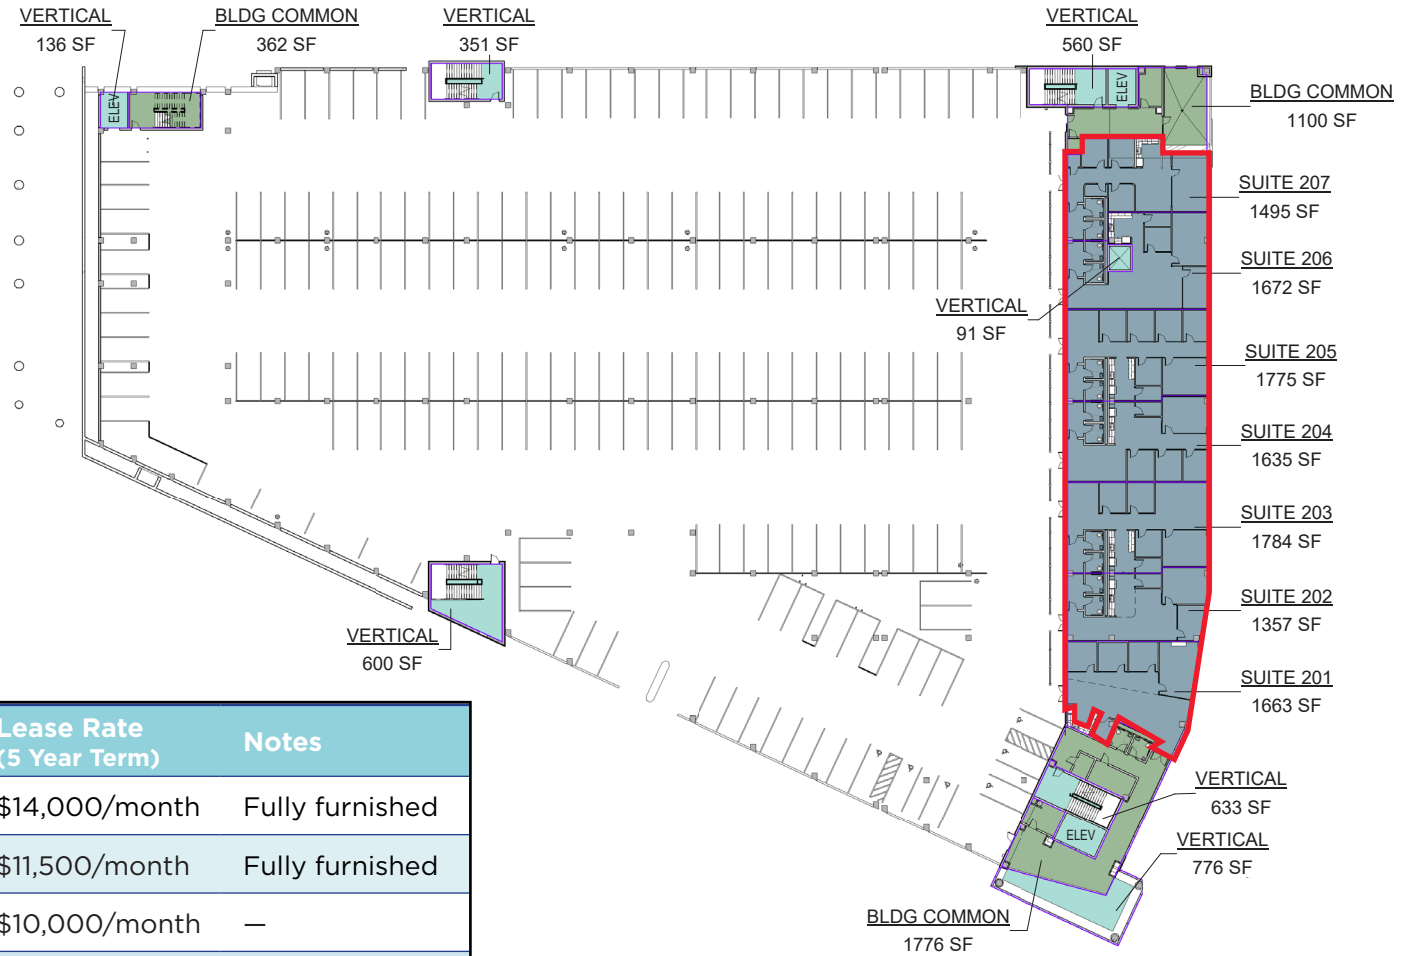 VERTICAL
136 SF
BLDG COMMON
362 SF
VERTICAL
351 SF
VERTICAL
560 SF
ELEV
ELEV
BLDG COMMON
1100 SF
SUITE 207
1495 SF
SUITE 206
1672 SF
VERTICAL
91 SF
SUITE 205
1775 SF
SUITE 204
1635 SF
SUITE 203
1784 SF
SUITE 202
1357 SF
VERTICAL
600 SF
SUITE 201
1663 SF
VERTICAL
633 SF
ELEV
VERTICAL
776 SF
BLDG COMMON
1776 SF
Lease Rate Notes
(5 Year Term)
$14,000/month Fully furnished
$11,500/month Fully furnished
$10,000/month —